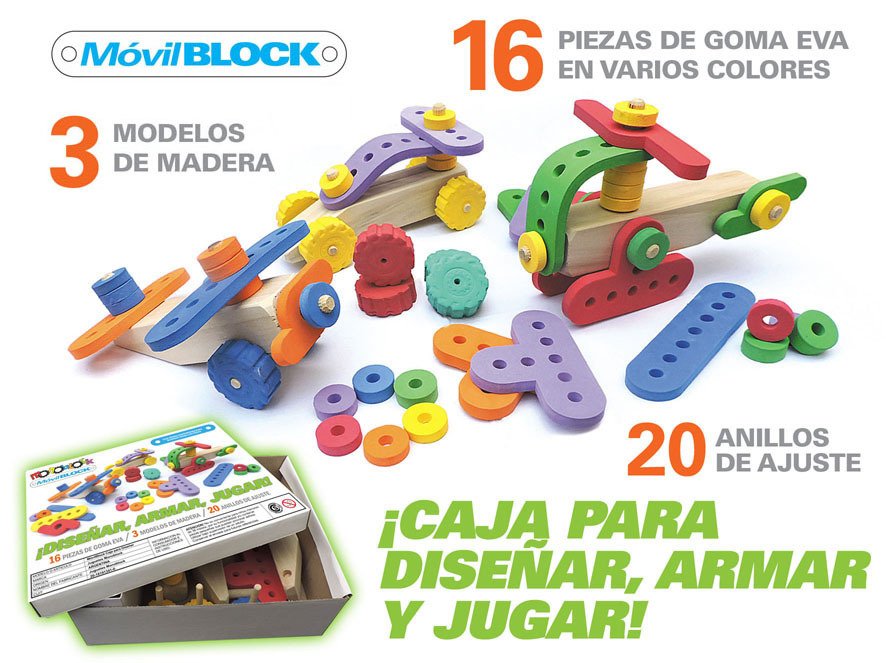 MóvilBLOCK
16
PIEZAS DE GOMA EVA
EN VARIOS COLORES
3
MODELOS
DE MADERA
20
ANILLOS
DE AJUSTE
MóvilBLOCK
¡DISEÑAR, ARMAR, JUGAR!
16 PIEZAS DE GOMA EVA / 3 MODELOS DE MADERA / 20 ANILLOS DE AJUSTE
¡CAJA PARA
DISEÑAR, ARMAR
Y JUGAR!